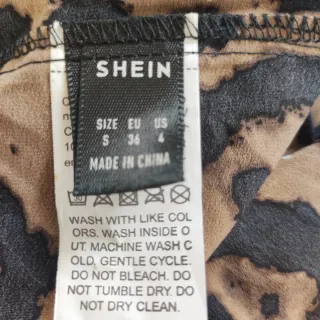 SHEIN
SIZE EU US
S 36 4
MADE IN CHINA
WASH WITH LIKE COL
ORS. WASH INSIDE O
UT. MACHINE WASH C
OLD, GENTLE CYCLE.
DO NOT BLEACH. DO
NOT TUMBLE DRY. DO
NOT DRY CLEAN.